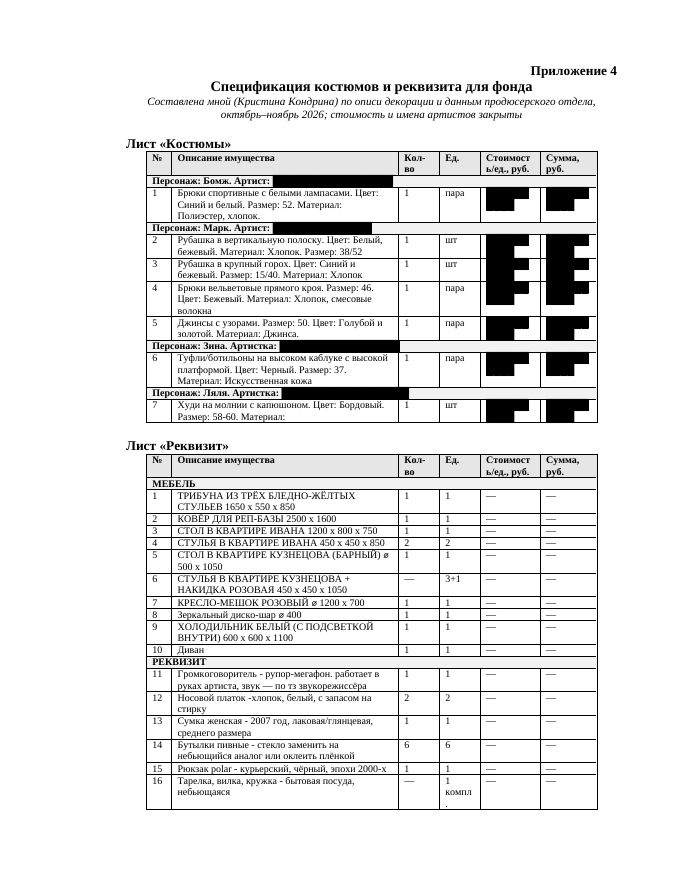 Приложение 4
Спецификация костюмов и реквизита для фонда
Составлена мной (Кристина Кондрина) по описи декорации и данным продюсерского отдела,
октябрь–ноябрь 2026; стоимость и имена артистов закрыты
Лист «Костюмы»
№ Описание имущества Кол- Ед. Стоимост Сумма,
во ь/ед., руб. руб.
Персонаж: Бомж. Артист:
1 Брюки спортивные с белыми лампасами. Цвет: 1 пара
Синий и белый. Размер: 52. Материал:
Полиэстер, хлопок.
Персонаж: Марк. Артист:
2 Рубашка в вертикальную полоску. Цвет: Белый, 1 шт
бежевый. Материал: Хлопок. Размер: 38/52
3 Рубашка в крупный горох. Цвет: Синий и 1 шт
бежевый. Размер: 15/40. Материал: Хлопок
4 Брюки вельветовые прямого кроя. Размер: 46. 1 пара
Цвет: Бежевый. Материал: Хлопок, смесовые
волокна
5 Джинсы с узорами. Размер: 50. Цвет: Голубой и 1 пара
золотой. Материал: Джинса.
Персонаж: Зина. Артистка:
6 Туфли/ботильоны на высоком каблуке с высокой 1 пара
платформой. Цвет: Черный. Размер: 37.
Материал: Искусственная кожа
Персонаж: Ляля. Артистка:
7 Худи на молнии с капюшоном. Цвет: Бордовый. 1 шт
Размер: 58-60. Материал:
Лист «Реквизит»
№ Описание имущества Кол- Ед. Стоимост Сумма,
во ь/ед., руб. руб.
МЕБЕЛЬ
1 ТРИБУНА ИЗ ТРЁХ БЛЕДНО-ЖЁЛТЫХ 1 1 — —
СТУЛЬЕВ 1650 х 550 х 850
2 КОВЁР ДЛЯ РЕП-БАЗЫ 2500 х 1600 1 1 — —
3 СТОЛ В КВАРТИРЕ ИВАНА 1200 х 800 х 750 1 1 — —
4 СТУЛЬЯ В КВАРТИРЕ ИВАНА 450 х 450 х 850 2 2 — —
5 СТОЛ В КВАРТИРЕ КУЗНЕЦОВА (БАРНЫЙ) ⌀ 1 1 — —
500 х 1050
6 СТУЛЬЯ В КВАРТИРЕ КУЗНЕЦОВА + — 3+1 — —
НАКИДКА РОЗОВАЯ 450 х 450 х 1050
7 КРЕСЛО-МЕШОК РОЗОВЫЙ ⌀ 1200 х 700 1 1 — —
8 Зеркальный диско-шар ⌀ 400 1 1 — —
9 ХОЛОДИЛЬНИК БЕЛЫЙ (С ПОДСВЕТКОЙ 1 1 — —
ВНУТРИ) 600 х 600 х 1100
10 Диван 1 1 — —
РЕКВИЗИТ
11 Громкоговоритель - рупор-мегафон. работает в 1 1 — —
руках артиста, звук — по тз звукорежиссёра
12 Носовой платок -хлопок, белый, с запасом на 2 2 — —
стирку
13 Сумка женская - 2007 год, лаковая/глянцевая, 1 1 — —
среднего размера
14 Бутылки пивные - стекло заменить на 6 6 — —
небьющийся аналог или оклеить плёнкой
15 Рюкзак polar - курьерский, чёрный, эпохи 2000-х 1 1 — —
16 Тарелка, вилка, кружка - бытовая посуда, — 1 — —
небьющаяся компл
.